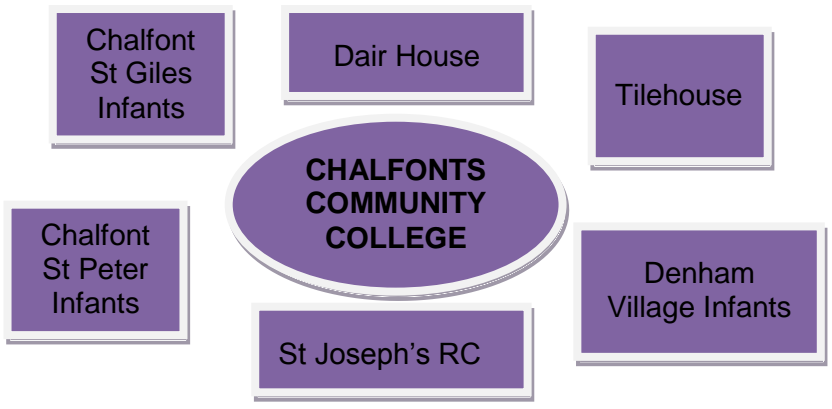 Chalfont
St Giles
Infants
Dair House
Tilehouse
CHALFONTS
COMMUNITY
COLLEGE
Chalfont
St Peter
Infants
Denham
Village Infants
St Joseph’s RC